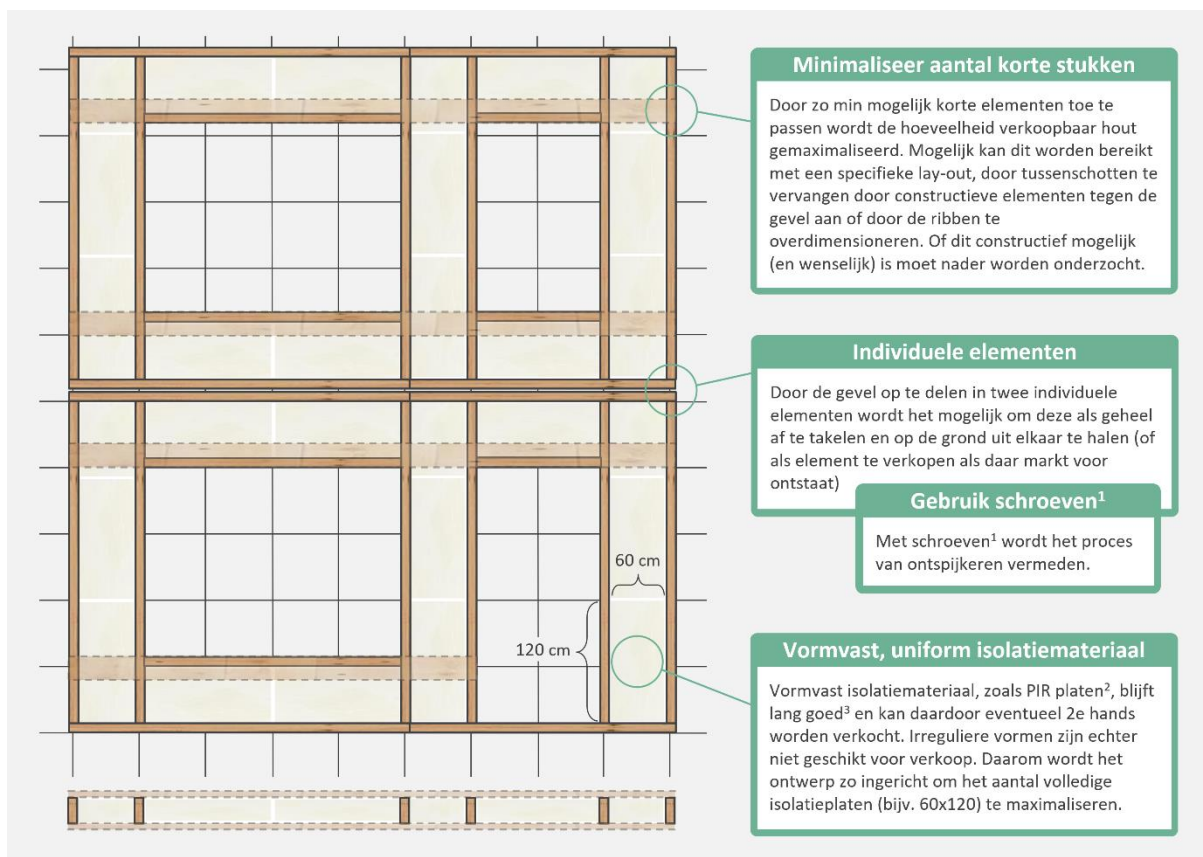 Minimaliseer aantal korte stukken
Door zo min mogelijk korte elementen toe te
passen wordt de hoeveelheid verkoopbaar hout
gemaximaliseerd. Mogelijk kan dit worden bereikt
met een specifieke lay-out, door tussenschotten te
vervangen door constructieve elementen tegen de
gevel aan of door de ribben te
overdimensioneren. Of dit constructief mogelijk
(en wenselijk) is moet nader worden onderzocht.
Individuele elementen
Door de gevel op te delen in twee individuele
elementen wordt het mogelijk om deze als geheel
af te takelen en op de grond uit elkaar te halen (of
als element te verkopen als daar markt voor
ontstaat)
Gebruik schroeven¹
Met schroeven¹ wordt het proces
van ontspijkeren vermeden.
60 cm
120 cm
Vormvast, uniform isolatiemateriaal
Vormvast isolatiemateriaal, zoals PIR platen², blijft
lang goed³ en kan daardoor eventueel 2e hands
worden verkocht. Irreguliere vormen zijn echter
niet geschikt voor verkoop. Daarom wordt het
ontwerp zo ingericht om het aantal volledige
isolatieplaten (bijv. 60x120) te maximaliseren.